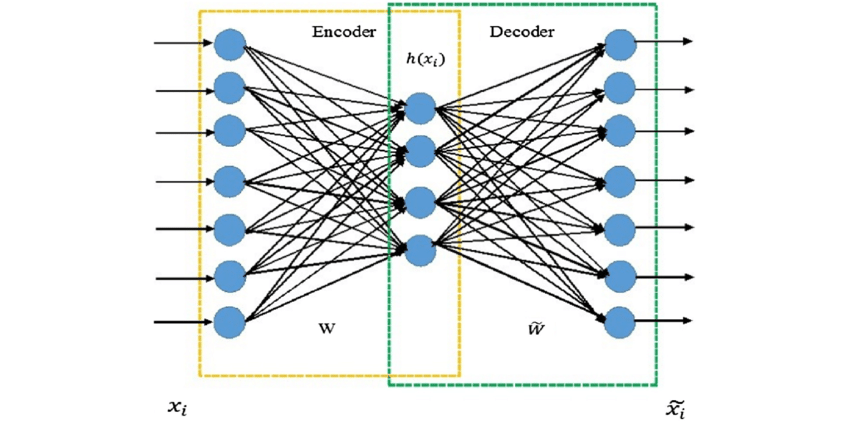 Encoder
Decoder
h(xᵢ)
W
W̃
xᵢ
x̃ᵢ